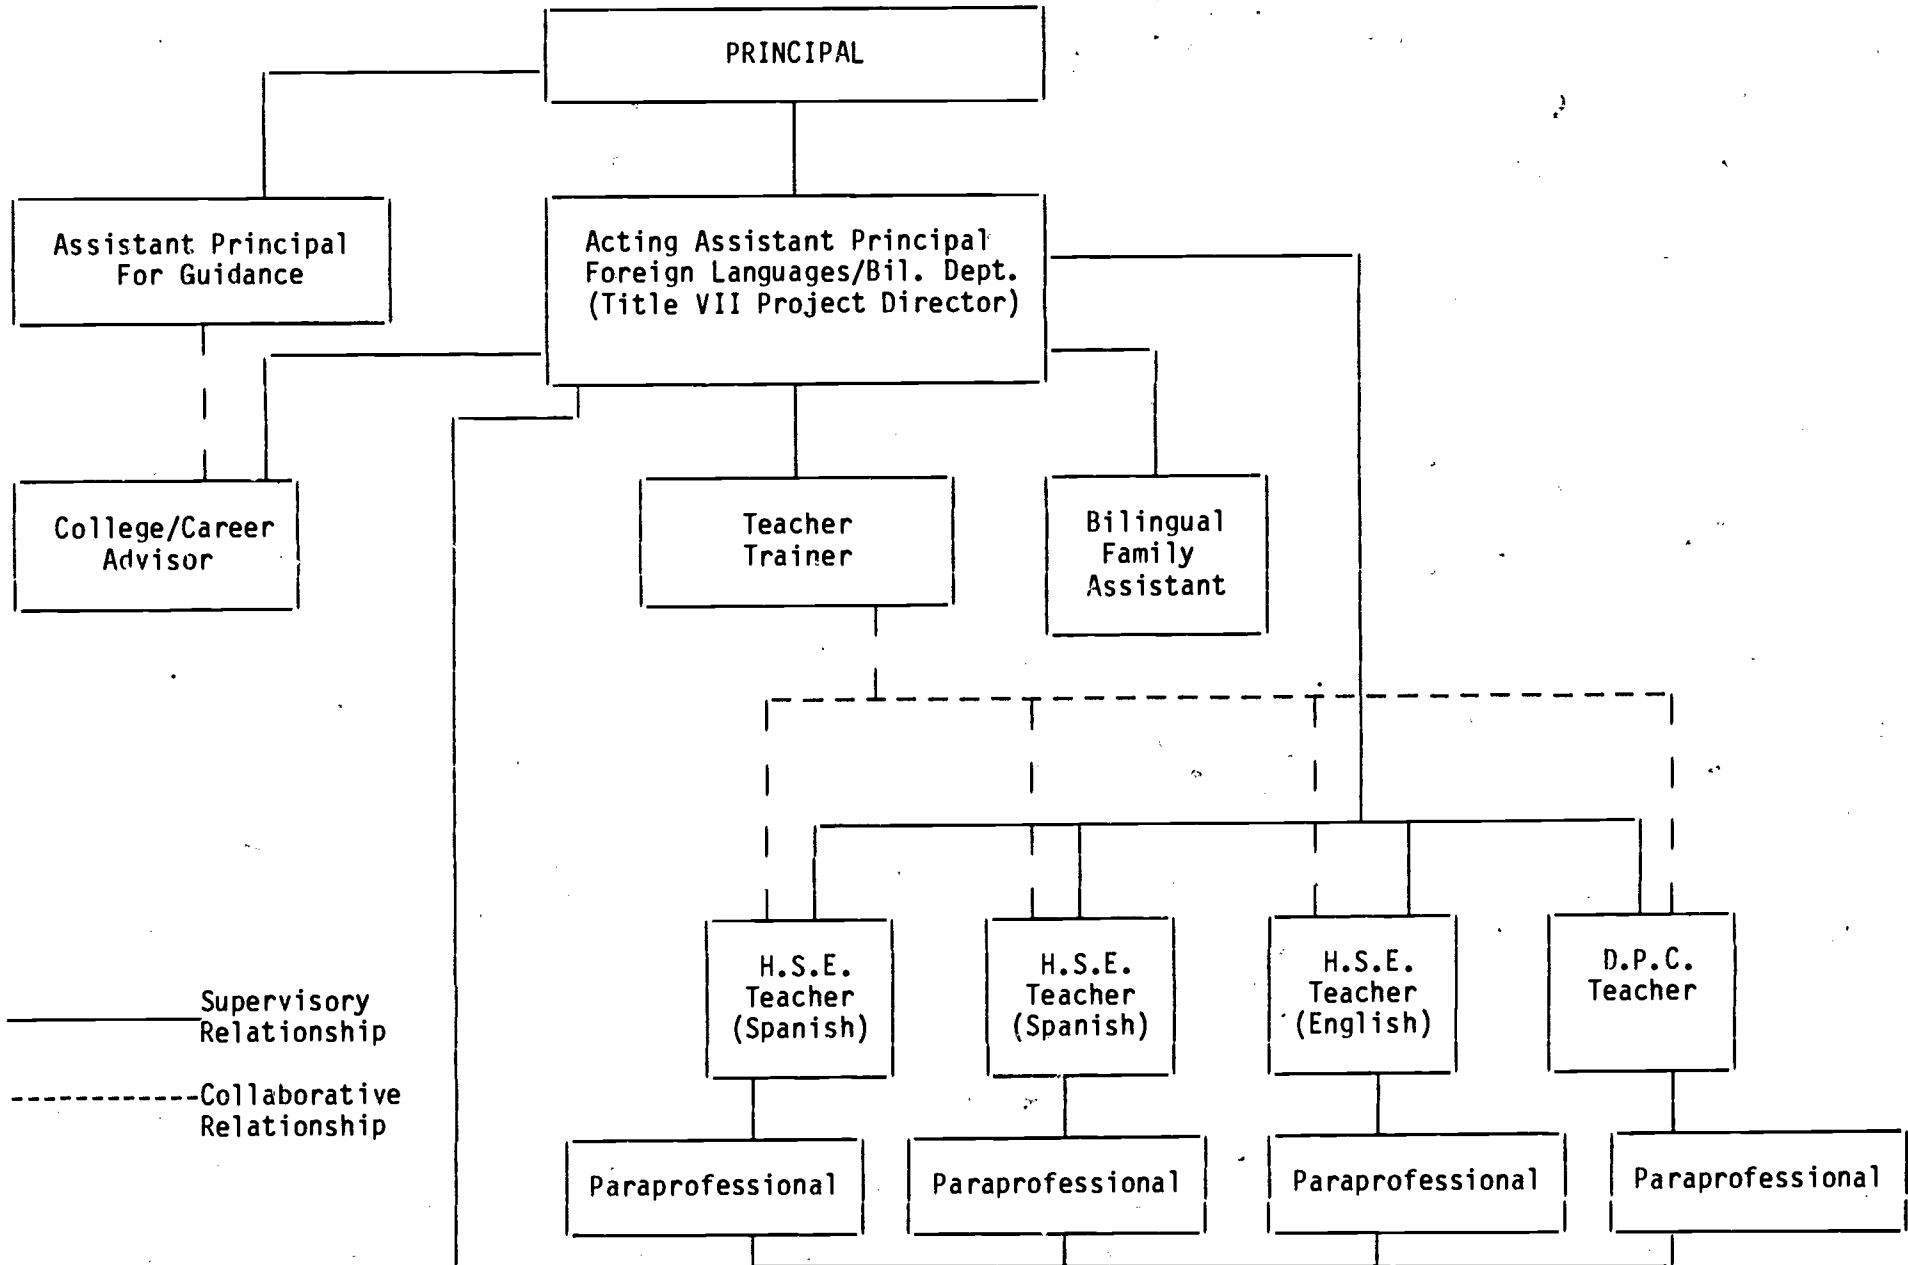 PRINCIPAL
Assistant Principal
For Guidance
Acting Assistant Principal
Foreign Languages/Bil. Dept.
(Title VII Project Director)
College/Career
Advisor
Teacher
Trainer
Bilingual
Family
Assistant
H.S.E.
Teacher
(Spanish)
H.S.E.
Teacher
(Spanish)
H.S.E.
Teacher
(English)
D.P.C.
Teacher
Supervisory
Relationship
Collaborative
Relationship
Paraprofessional
Paraprofessional
Paraprofessional
Paraprofessional